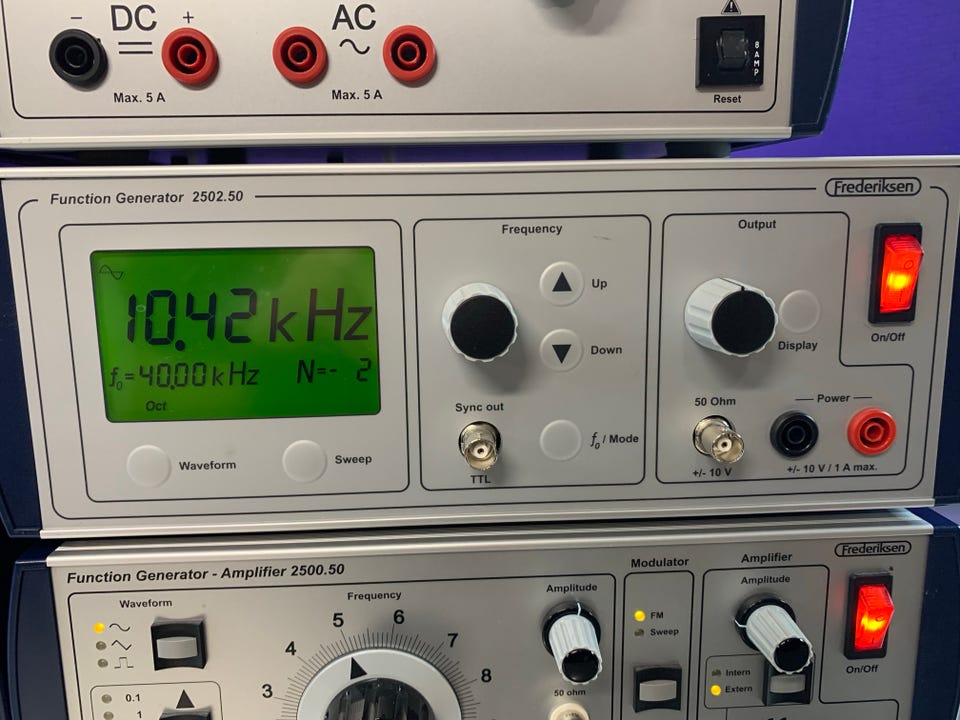 − DC + AC
8 AMP
Max. 5 A Max. 5 A Reset
Function Generator 2502.50 Frederiksen
Frequency Output
10.42 kHz
f₀=40.00 kHz N=- 2
Oct
Waveform Sweep
Up
Down
Sync out
TTL
f₀ / Mode
Display
50 Ohm
+/- 10 V
Power
+/- 10 V / 1 A max.
On/Off
Function Generator - Amplifier 2500.50 Frederiksen
Waveform
0.1
1
Frequency
3 4 5 6 7 8
Amplitude
50 ohm
Modulator
FM
Sweep
Amplifier
Amplitude
Intern
Extern
On/Off